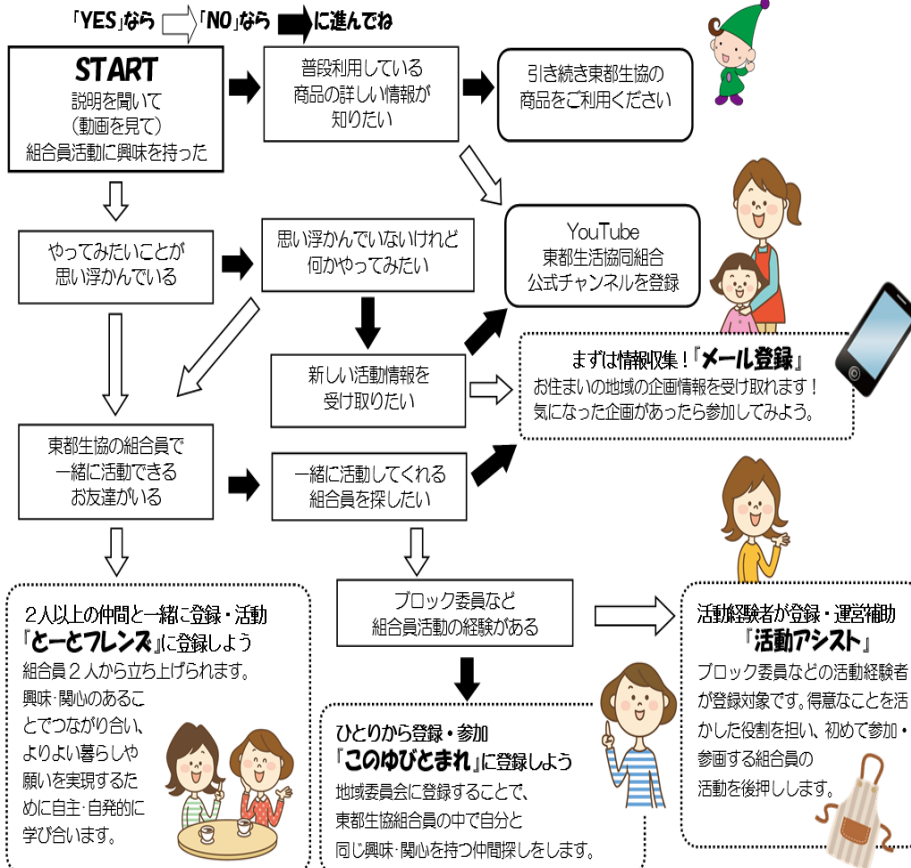 「YES」なら 「NO」なら に進んでね
START
説明を聞いて
(動画を見て)
組合員活動に興味を持った
普段利用している
商品の詳しい情報が
知りたい
引き続き東都生協の
商品をご利用ください
やってみたいことが
思い浮かんでいる
思い浮かんでいないけれど
何かやってみたい
YouTube
東都生活協同組合
公式チャンネルを登録
新しい活動情報を
受け取りたい
まずは情報収集!『メール登録』
お住まいの地域の企画情報を受け取れます!
気になった企画があったら参加してみよう。
東都生協の組合員で
一緒に活動できる
お友達がいる
一緒に活動してくれる
組合員を探したい
2人以上の仲間と一緒に登録・活動
『とーとフレンズ』に登録しよう
組合員2人から立ち上げられます。
興味・関心のあるこ
とでつながり合い、
よりよい暮らしや
願いを実現するた
めに自主・自発的に
学び合います。
ブロック委員など
組合員活動の経験がある
ひとりから登録・参加
『このゆびとまれ』に登録しよう
地域委員会に登録することで、
東都生協組合員の中で自分と
同じ興味・関心を持つ仲間探しをします。
活動経験者が登録・運営補助
『活動アシスト』
ブロック委員などの活動経験者
が登録対象です。得意なことを活
かした役割を担い、初めて参加・
参画する組合員の
活動を後押しします。